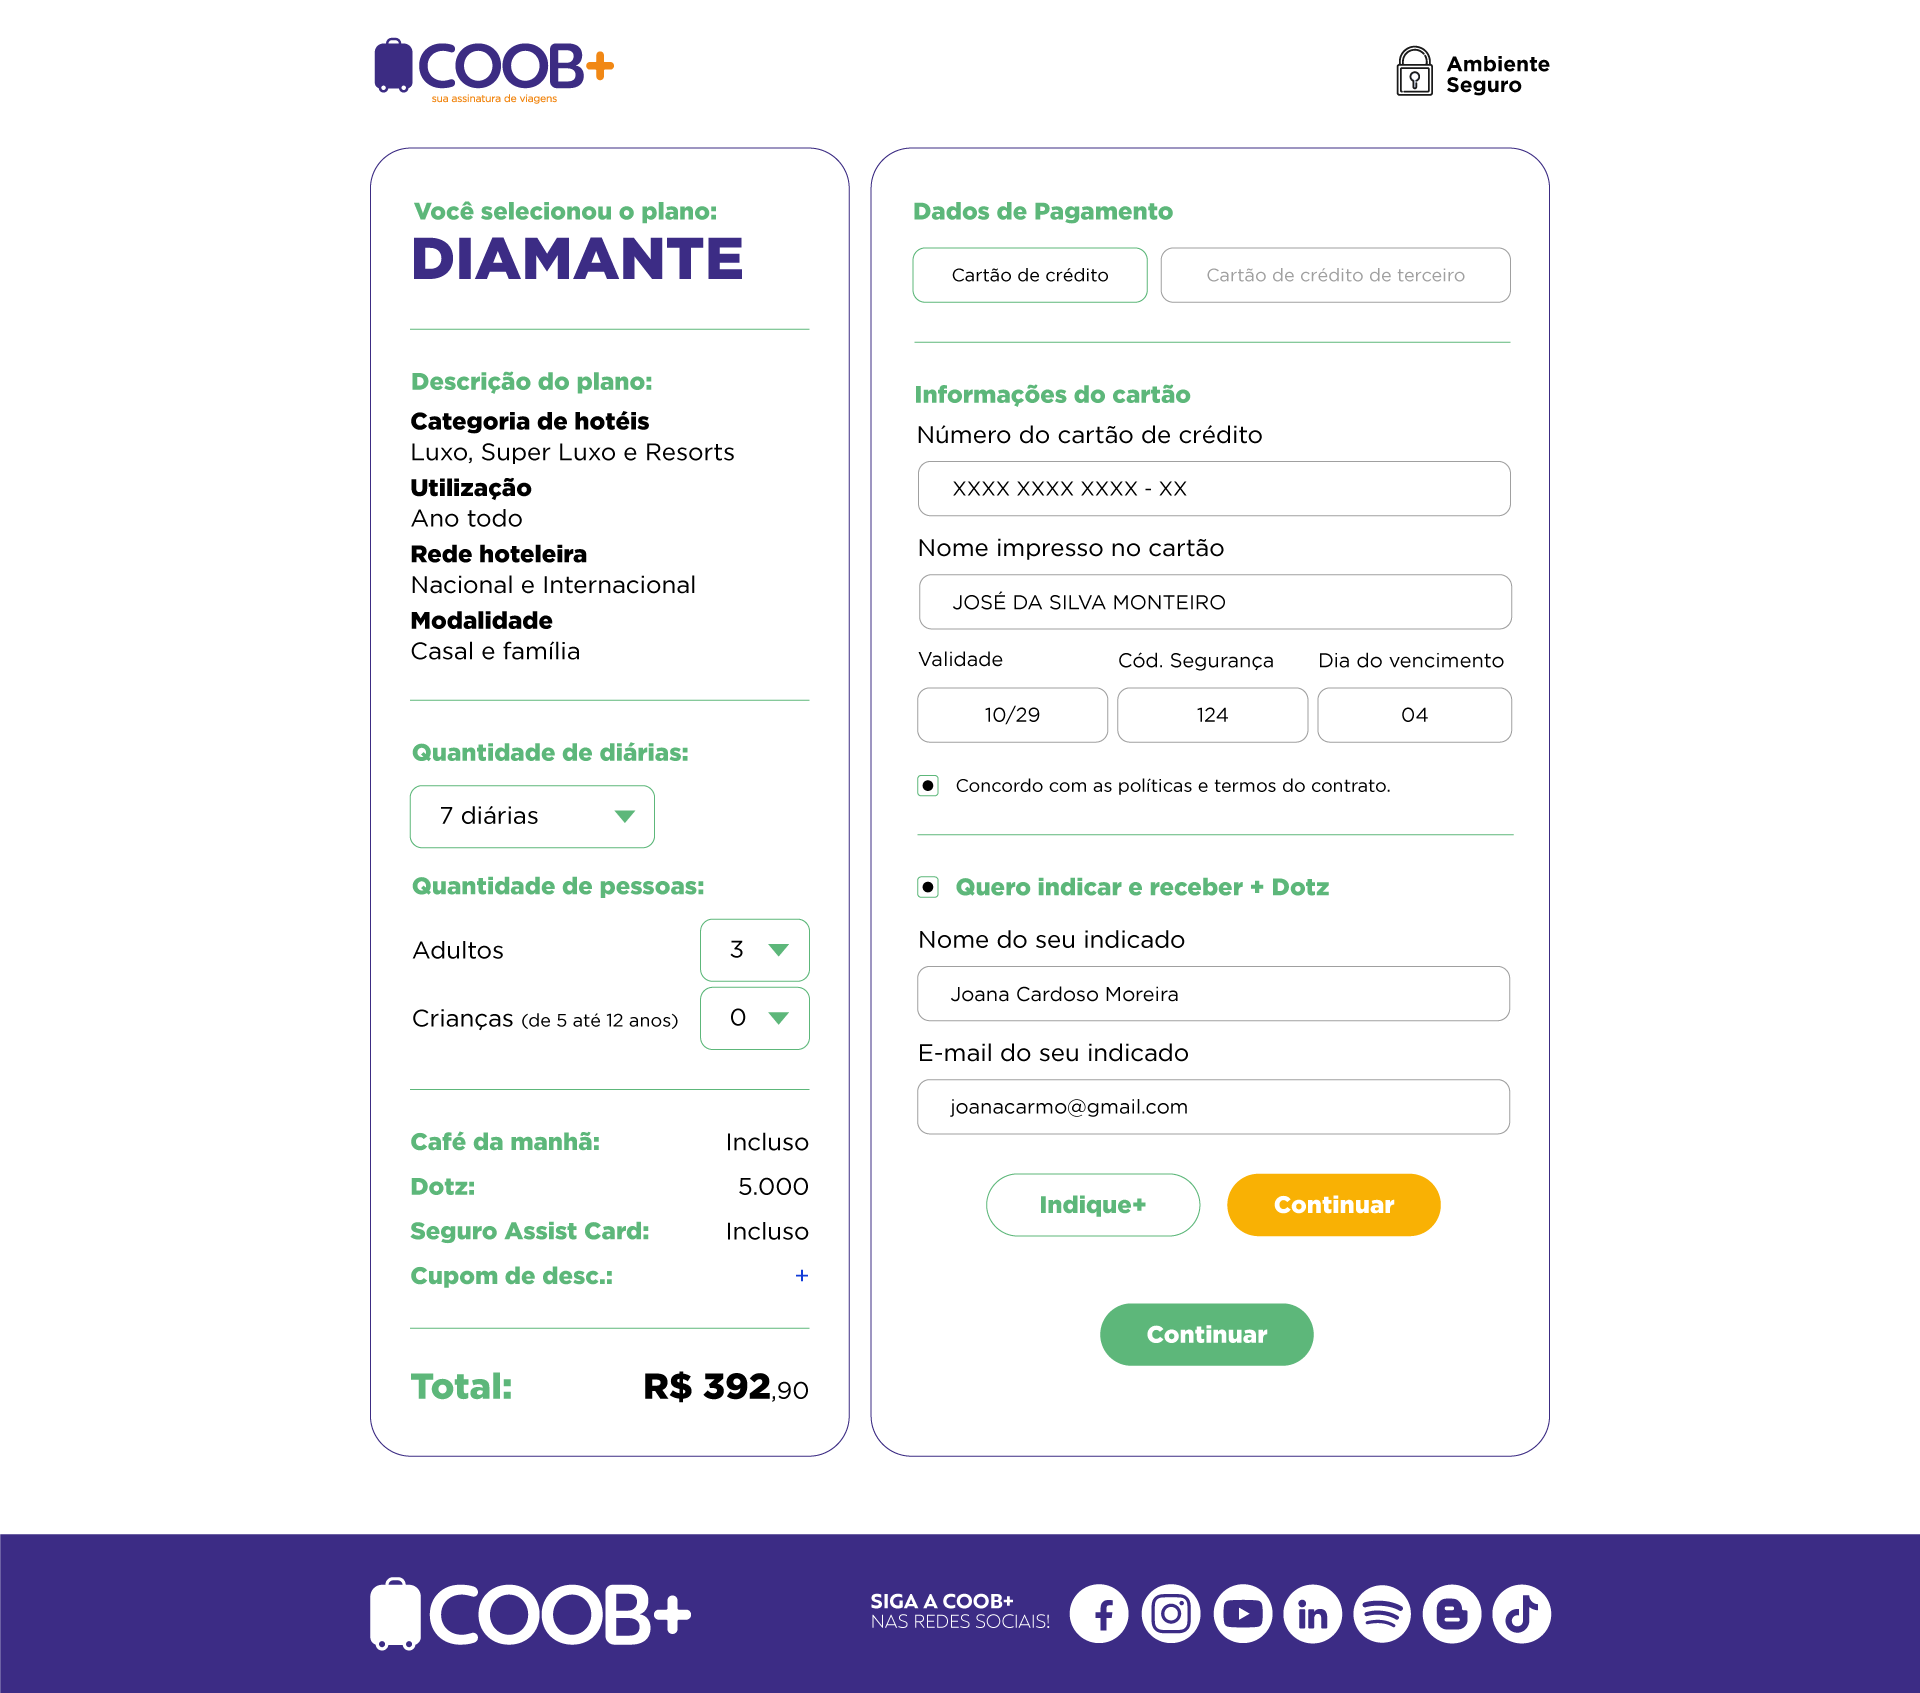 COOB+
sua assinatura de viagens
Ambiente
Seguro
Você selecionou o plano:
DIAMANTE
Descrição do plano:
Categoria de hotéis
Luxo, Super Luxo e Resorts
Utilização
Ano todo
Rede hoteleira
Nacional e Internacional
Modalidade
Casal e família
Quantidade de diárias:
7 diárias
Quantidade de pessoas:
Adultos 3
Crianças (de 5 até 12 anos) 0
Café da manhã: Incluso
Dotz: 5.000
Seguro Assist Card: Incluso
Cupom de desc.: +
Total: R$ 392,90
Dados de Pagamento
Cartão de crédito Cartão de crédito de terceiro
Informações do cartão
Número do cartão de crédito
XXXX XXXX XXXX - XX
Nome impresso no cartão
JOSÉ DA SILVA MONTEIRO
Validade Cód. Segurança Dia do vencimento
10/29 124 04
Concordo com as políticas e termos do contrato.
Quero indicar e receber + Dotz
Nome do seu indicado
Joana Cardoso Moreira
E-mail do seu indicado
joanacarmo@gmail.com
Indique+ Continuar
Continuar
COOB+
SIGA A COOB+
NAS REDES SOCIAIS!